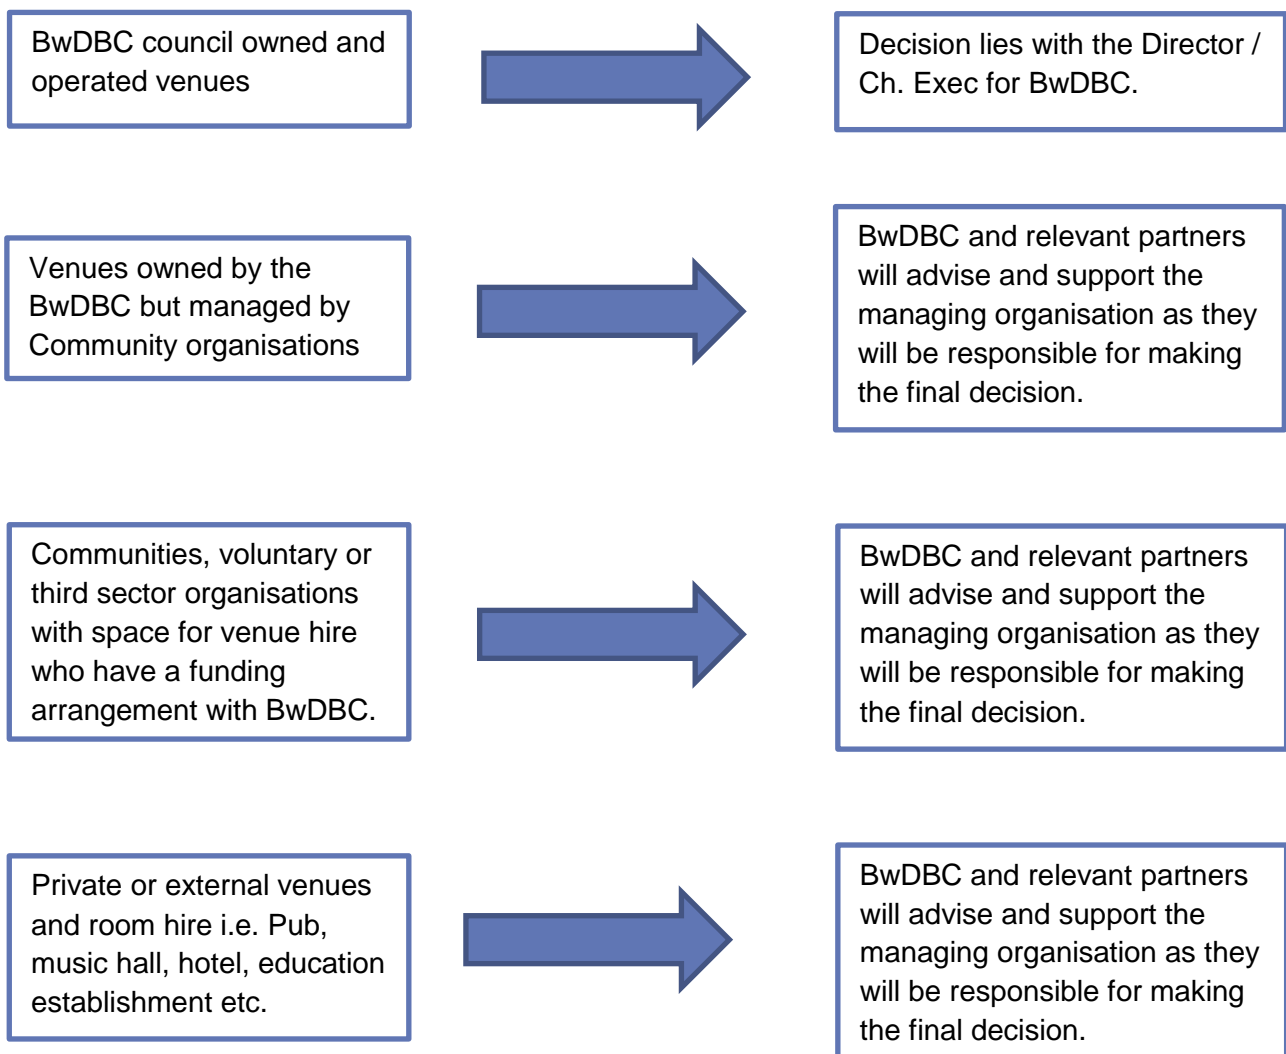 BwDBC council owned and
operated venues
Decision lies with the Director /
Ch. Exec for BwDBC.
Venues owned by the
BwDBC but managed by
Community organisations
BwDBC and relevant partners
will advise and support the
managing organisation as they
will be responsible for making
the final decision.
Communities, voluntary or
third sector organisations
with space for venue hire
who have a funding
arrangement with BwDBC.
BwDBC and relevant partners
will advise and support the
managing organisation as they
will be responsible for making
the final decision.
Private or external venues
and room hire i.e. Pub,
music hall, hotel, education
establishment etc.
BwDBC and relevant partners
will advise and support the
managing organisation as they
will be responsible for making
the final decision.